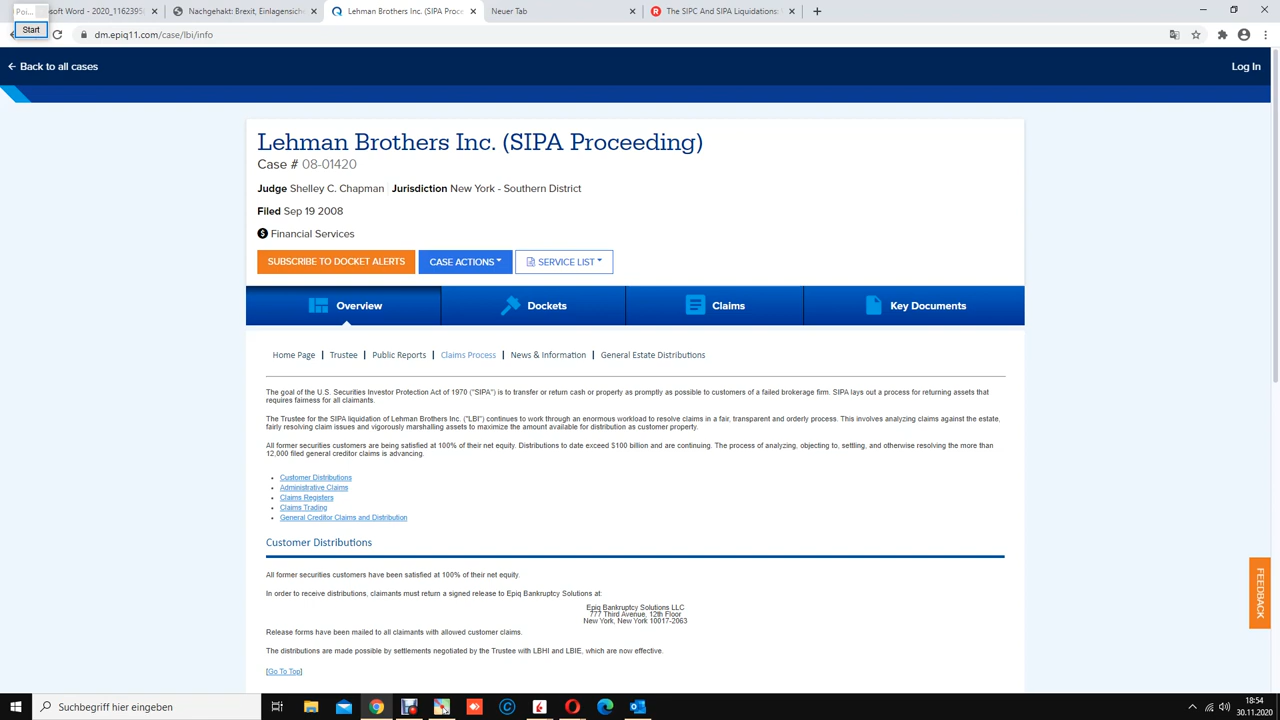 Poi...
Start
soft Word - 2020_1162395
Nachgehakt: Brexit, Einlagensiche
Lehman Brothers Inc. (SIPA Proce
Neuer Tab
The SIPC And SIPA Liquidations:
dm.epiq11.com/case/lbi/info
Back to all cases
Log In
Lehman Brothers Inc. (SIPA Proceeding)
Case # 08-01420
Judge Shelley C. Chapman Jurisdiction New York - Southern District
Filed Sep 19 2008
Financial Services
SUBSCRIBE TO DOCKET ALERTS
CASE ACTIONS
SERVICE LIST
Overview
Dockets
Claims
Key Documents
Home Page | Trustee | Public Reports | Claims Process | News & Information | General Estate Distributions
The goal of the U.S. Securities Investor Protection Act of 1970 ("SIPA") is to transfer or return cash or property as promptly as possible to customers of a failed brokerage firm. SIPA lays out a process for returning assets that
requires fairness for all claimants.
The Trustee for the SIPA liquidation of Lehman Brothers Inc. ("LBI") continues to work through an enormous workload to resolve claims in a fair, transparent and orderly process. This involves analyzing claims against the estate,
fairly resolving claim issues and vigorously marshalling assets to maximize the amount available for distribution as customer property.
All former securities customers are being satisfied at 100% of their net equity. Distributions to date exceed $100 billion and are continuing. The process of analyzing, objecting to, settling, and otherwise resolving the more than
12,000 filed general creditor claims is advancing.
• Customer Distributions
• Administrative Claims
• Claims Registers
• Claims Trading
• General Creditor Claims and Distribution
Customer Distributions
All former securities customers have been satisfied at 100% of their net equity.
In order to receive distributions, claimants must return a signed release to Epiq Bankruptcy Solutions at:
Epiq Bankruptcy Solutions LLC
777 Third Avenue, 12th Floor
New York, New York 10017-2063
Release forms have been mailed to all claimants with allowed customer claims.
The distributions are made possible by settlements negotiated by the Trustee with LBHI and LBIE, which are now effective.
[Go To Top]
FEEDBACK
Suchbegriff hier eingeben
18:54
30.11.2020